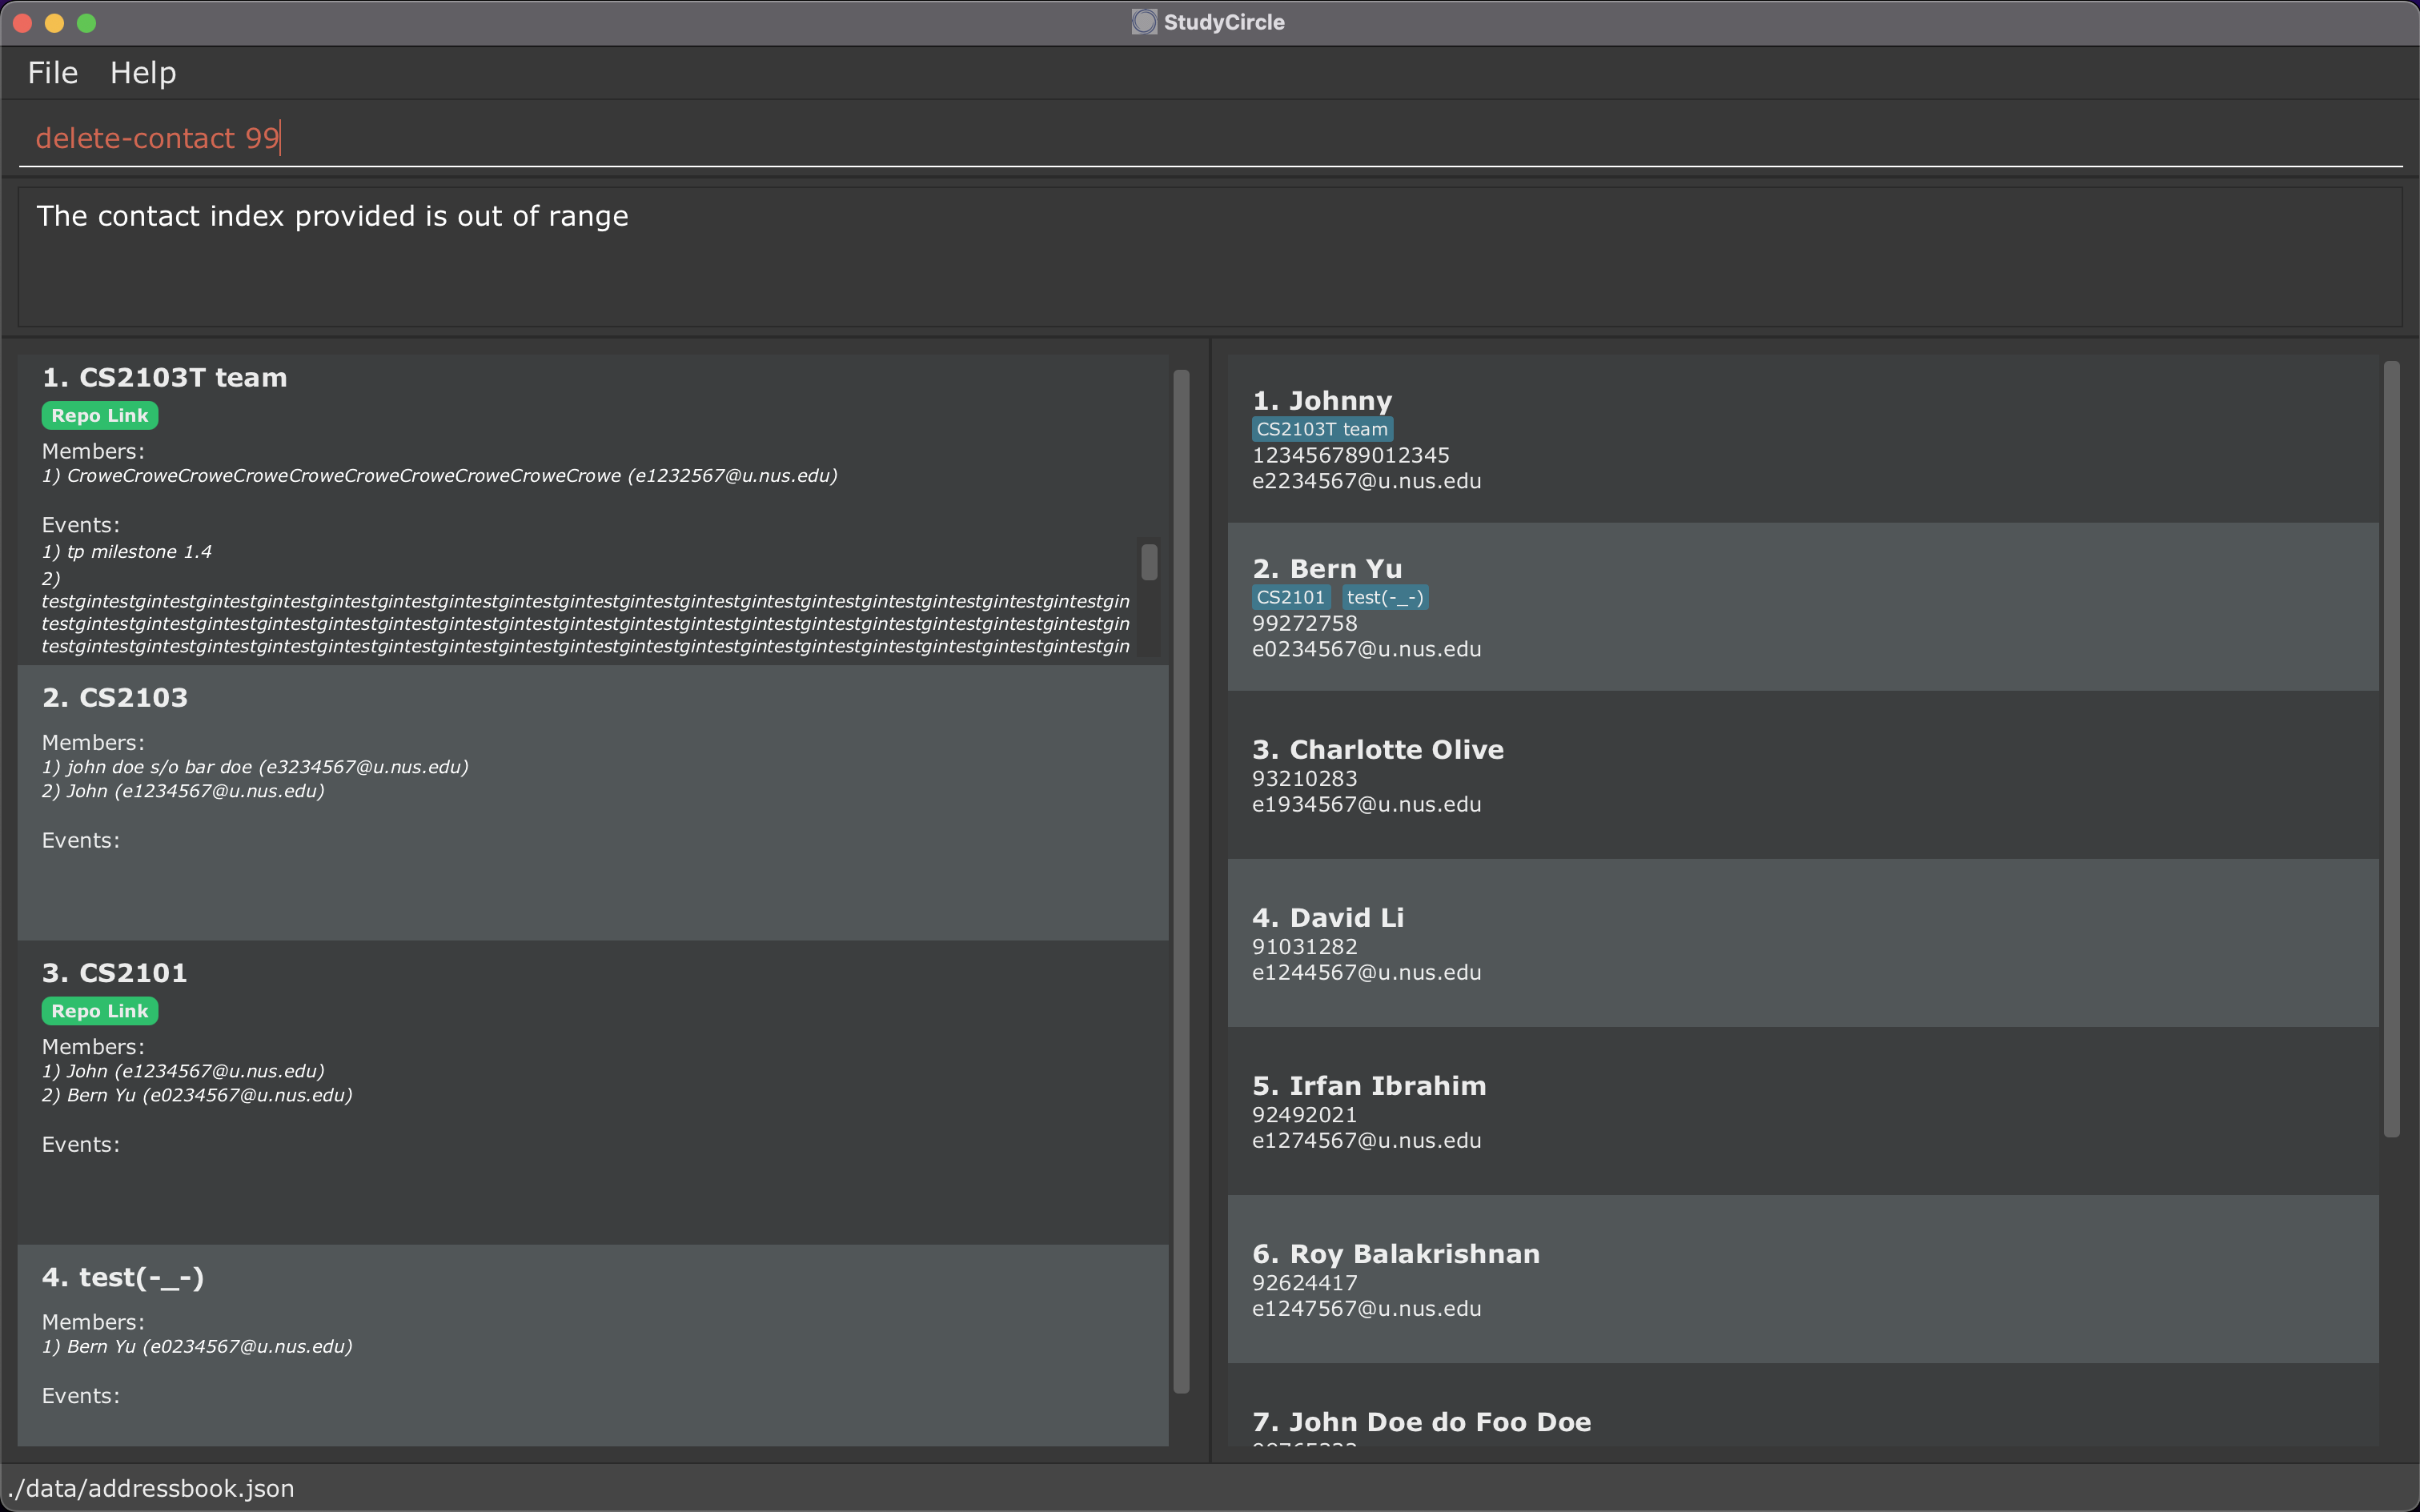 StudyCircle
File Help
delete-contact 99
The contact index provided is out of range
1. CS2103T team
Repo Link
Members:
1) CroweCroweCroweCroweCroweCroweCroweCroweCroweCrowe (e1232567@u.nus.edu)
Events:
1) tp milestone 1.4
2)
testgintestgintestgintestgintestgintestgintestgintestgintestgintestgintestgintestgintestgintestgintestgintestgintestgintestgintestgintestgin
testgintestgintestgintestgintestgintestgintestgintestgintestgintestgintestgintestgintestgintestgintestgintestgintestgintestgintestgintestgin
testgintestgintestgintestgintestgintestgintestgintestgintestgintestgintestgintestgintestgintestgintestgintestgintestgintestgintestgintestgin
2. CS2103
Members:
1) john doe s/o bar doe (e3234567@u.nus.edu)
2) John (e1234567@u.nus.edu)
Events:
3. CS2101
Repo Link
Members:
1) John (e1234567@u.nus.edu)
2) Bern Yu (e0234567@u.nus.edu)
Events:
4. test(-_-)
Members:
1) Bern Yu (e0234567@u.nus.edu)
Events:
1. Johnny
CS2103T team
123456789012345
e2234567@u.nus.edu
2. Bern Yu
CS2101 test(-_-)
99272758
e0234567@u.nus.edu
3. Charlotte Olive
93210283
e1934567@u.nus.edu
4. David Li
91031282
e1244567@u.nus.edu
5. Irfan Ibrahim
92492021
e1274567@u.nus.edu
6. Roy Balakrishnan
92624417
e1247567@u.nus.edu
7. John Doe do Foo Doe
./data/addressbook.json